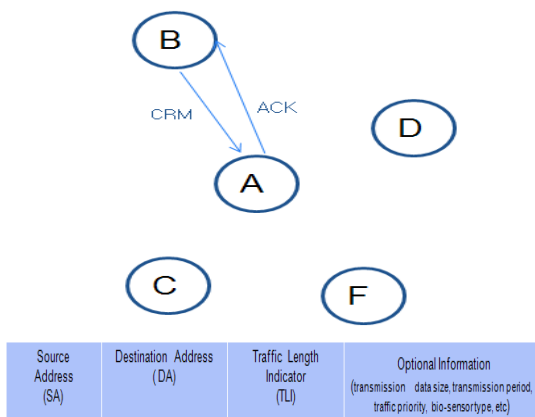 B
CRM
ACK
D
A
C
F
Source
Address
(SA)
Destination Address
(DA)
Traffic Length
Indicator
(TLI)
Optional Information
(transmission data size, transmission period,
traffic priority, bio-sensortype, etc)